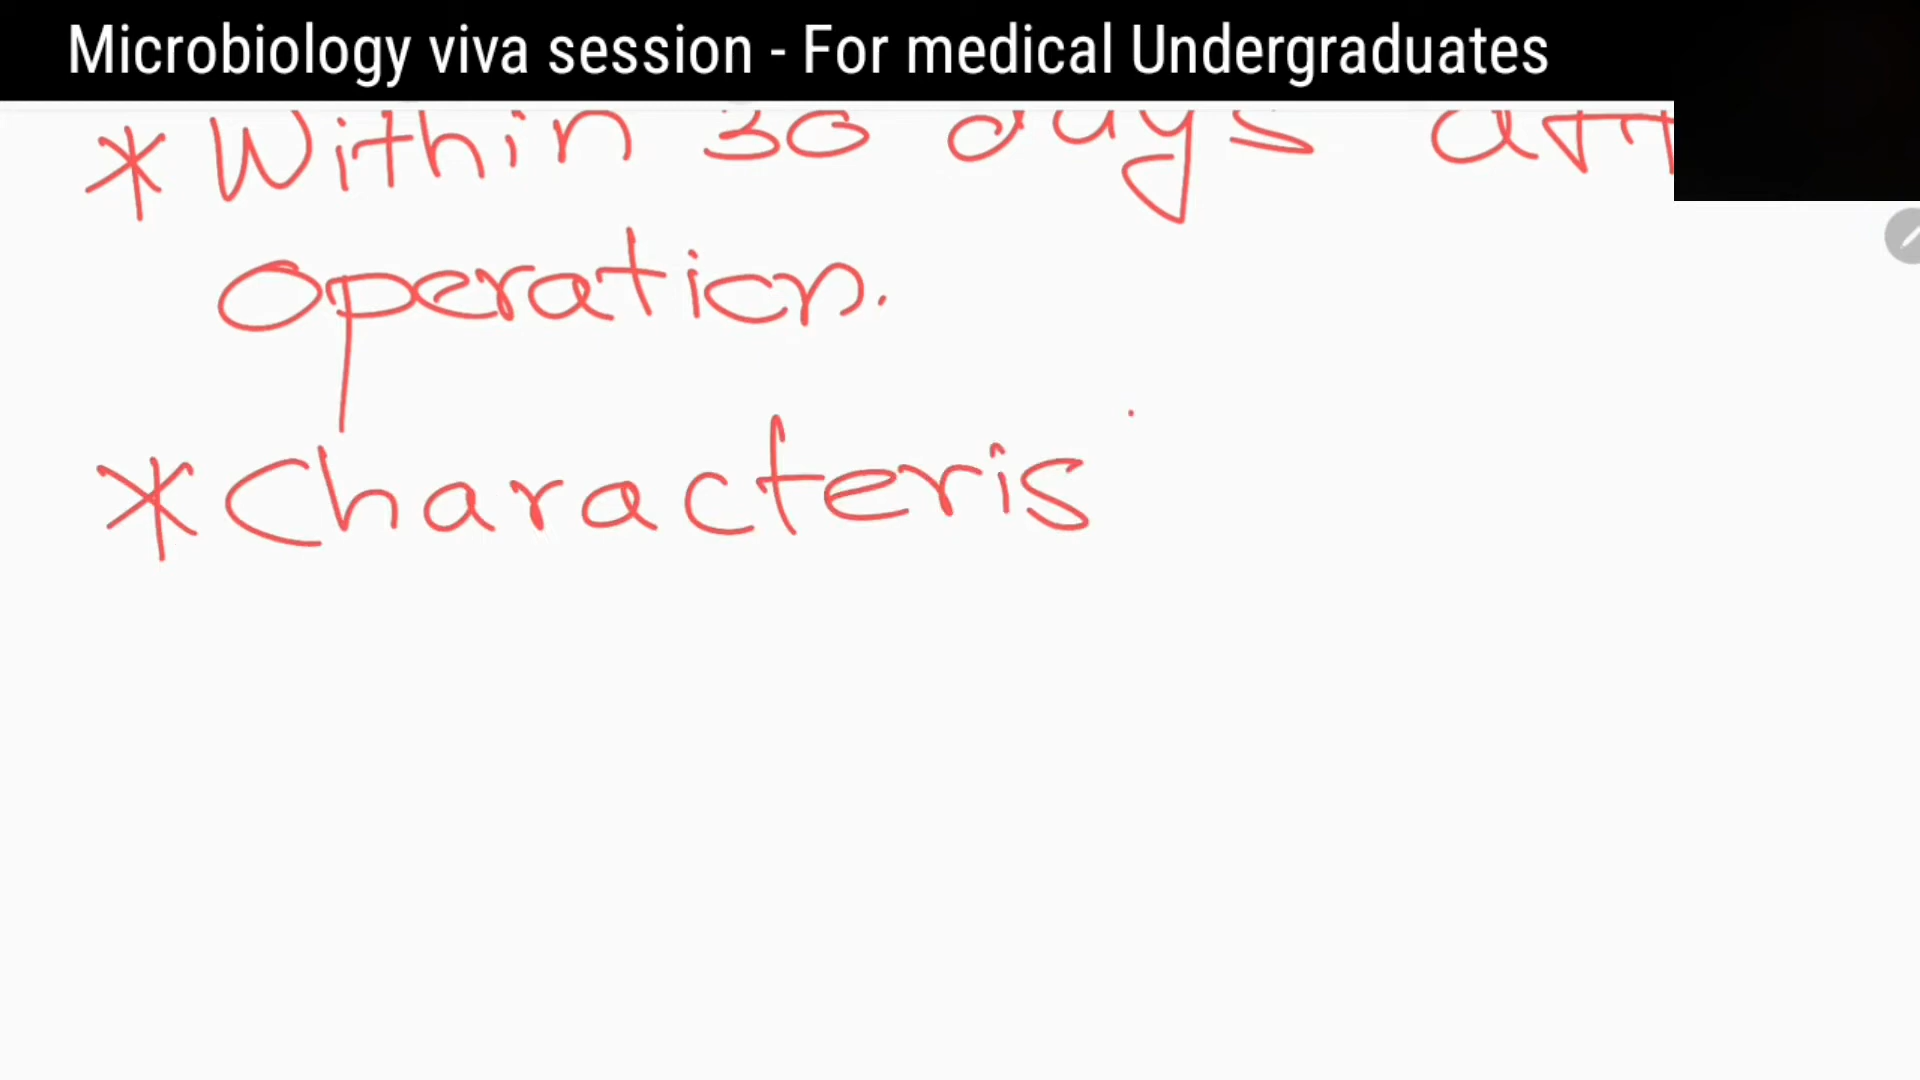 Microbiology viva session - For medical Undergraduates
* Within 30 days
operation.
* Characteris